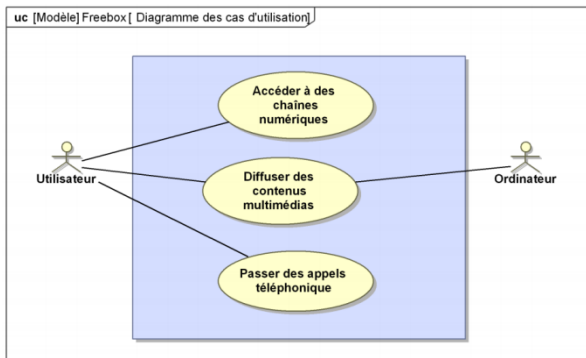 uc [Modèle] Freebox [ Diagramme des cas d'utilisation]
Accéder à des
chaînes
numériques
Utilisateur
Diffuser des
contenus
multimédias
Ordinateur
Passer des appels
téléphonique